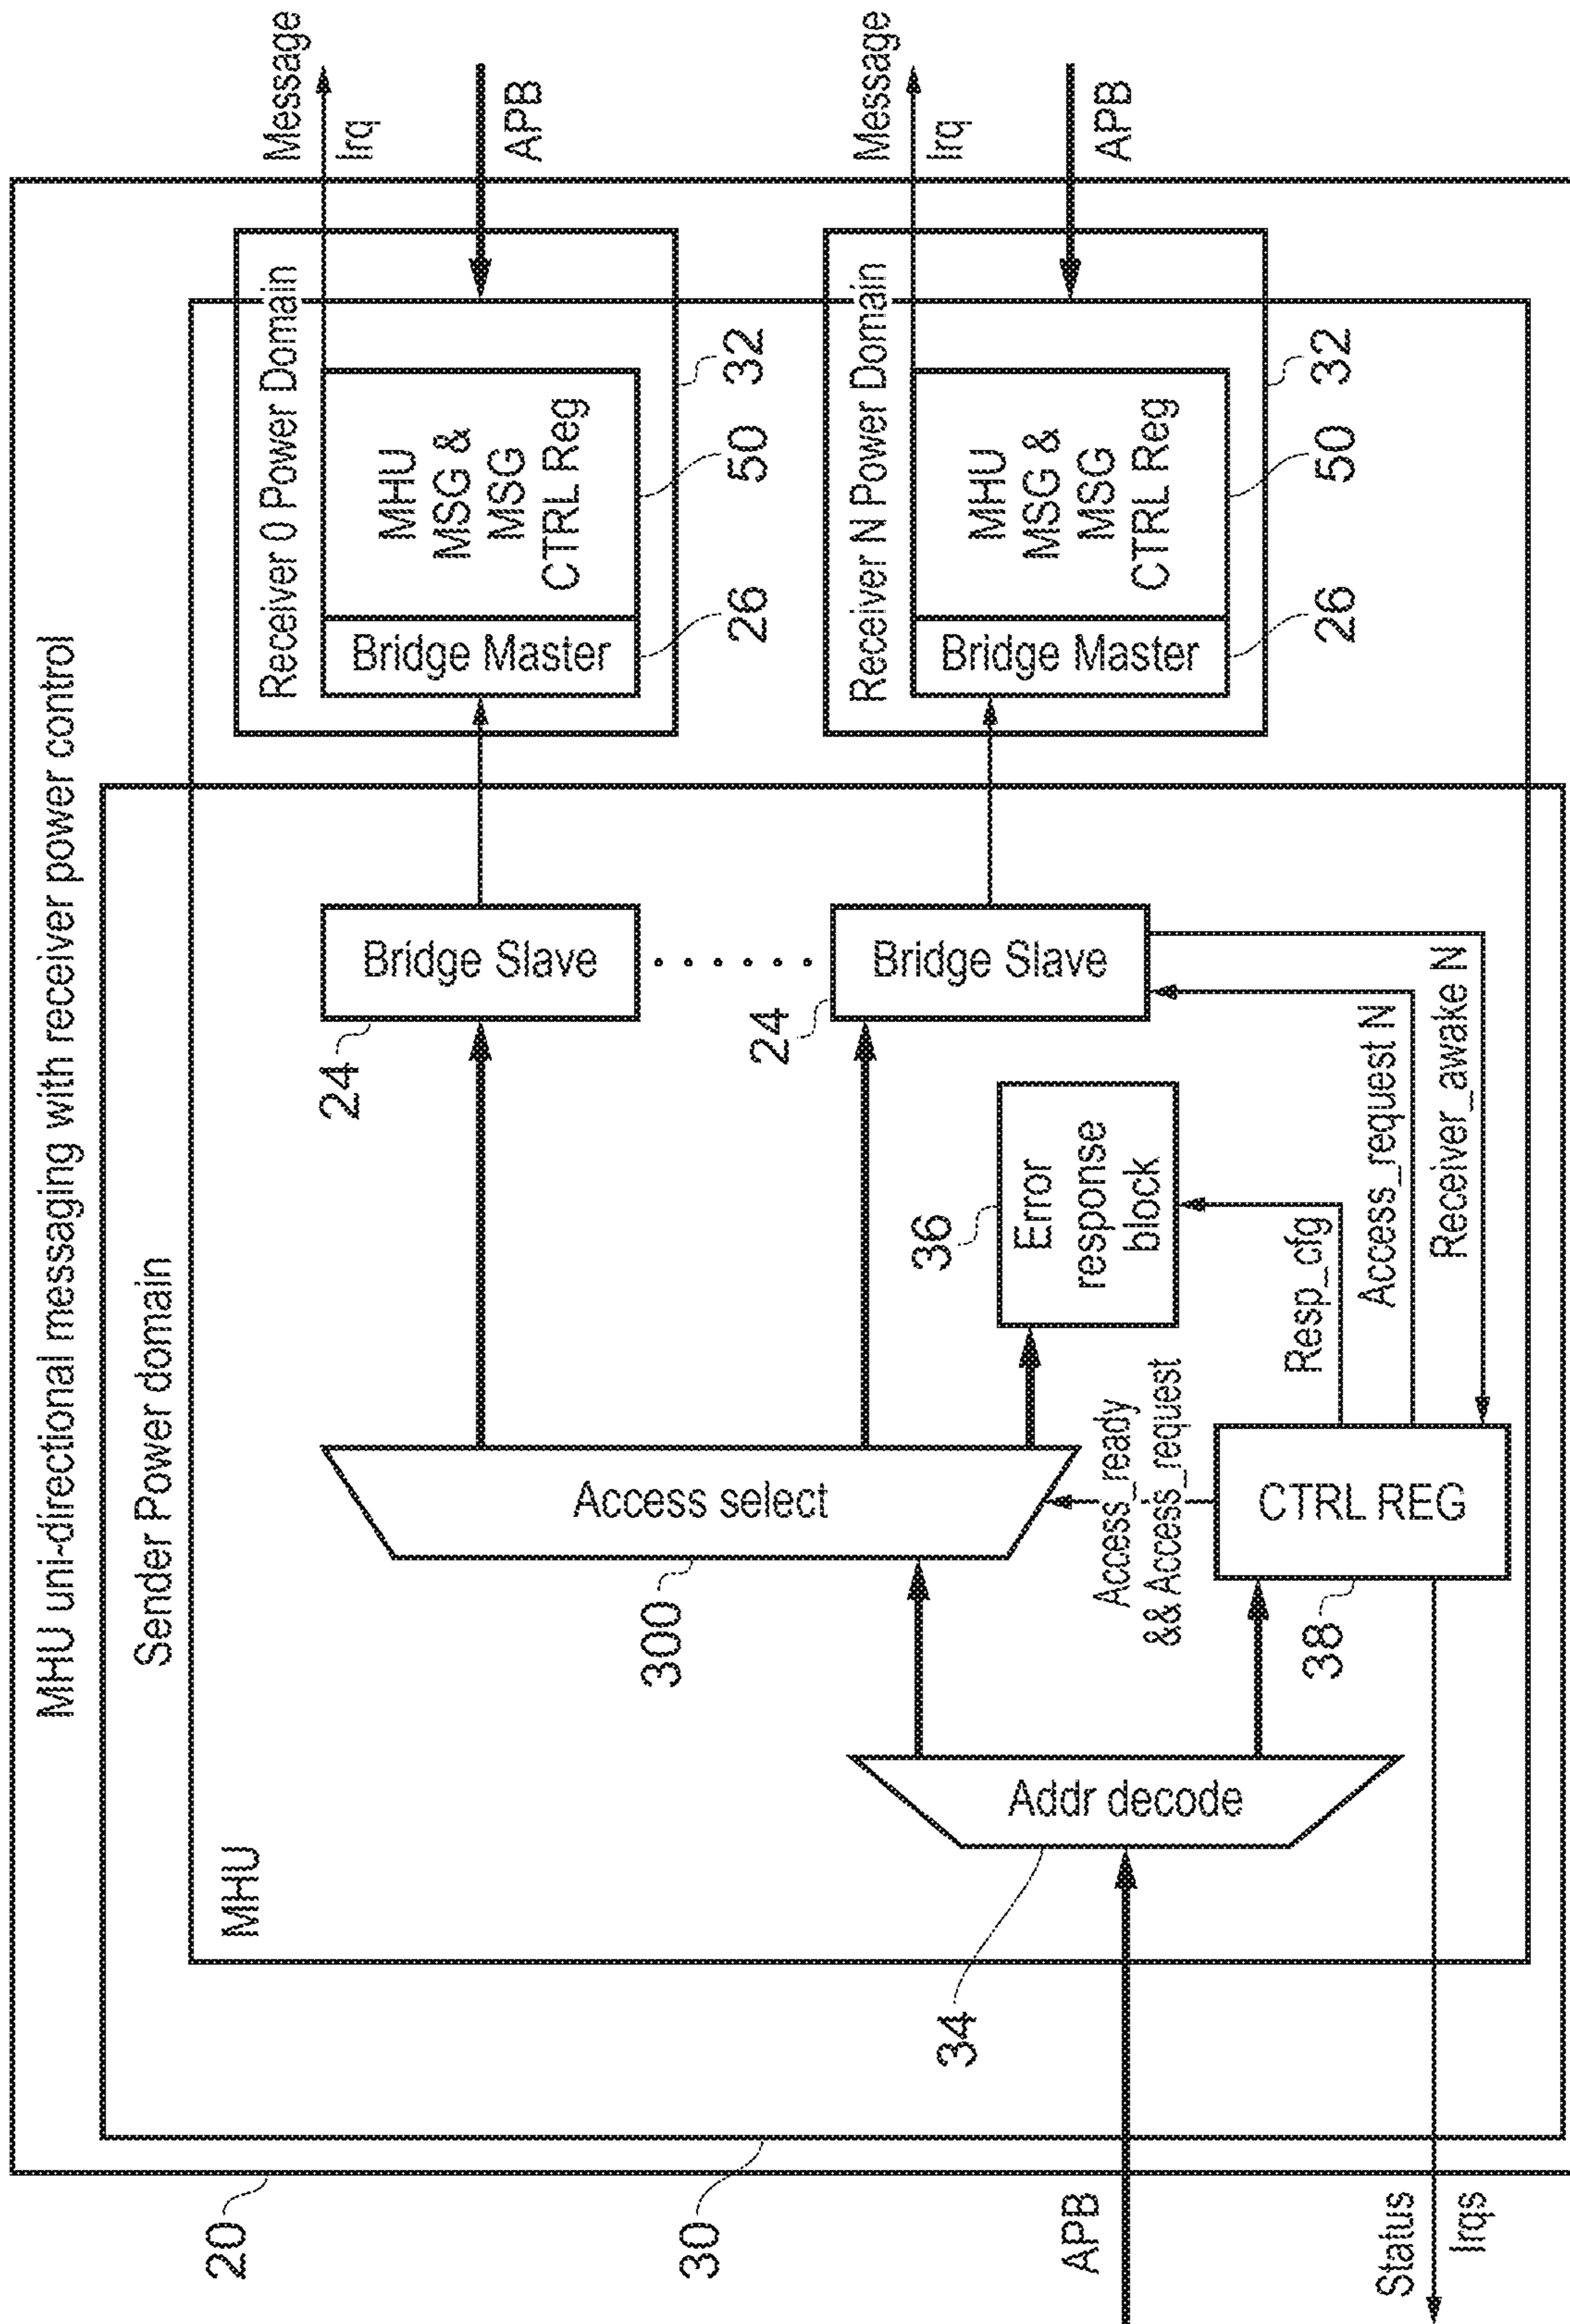 MHU uni-directional messaging with receiver power control
20
30
Sender Power domain
MHU
APB
Status
Irqs
34
Addr decode
300
Access select
38
CTRL REG
Access_ready
&& Access_request
36
Error
response
block
Resp_cfg
Access_request N
Receiver_awake N
24
Bridge Slave
24
Bridge Slave
Receiver 0 Power Domain
Bridge Master
MHU
MSG &
MSG
CTRL Reg
26
50
32
Message
Irq
APB
Receiver N Power Domain
Bridge Master
MHU
MSG &
MSG
CTRL Reg
26
50
32
Message
Irq
APB